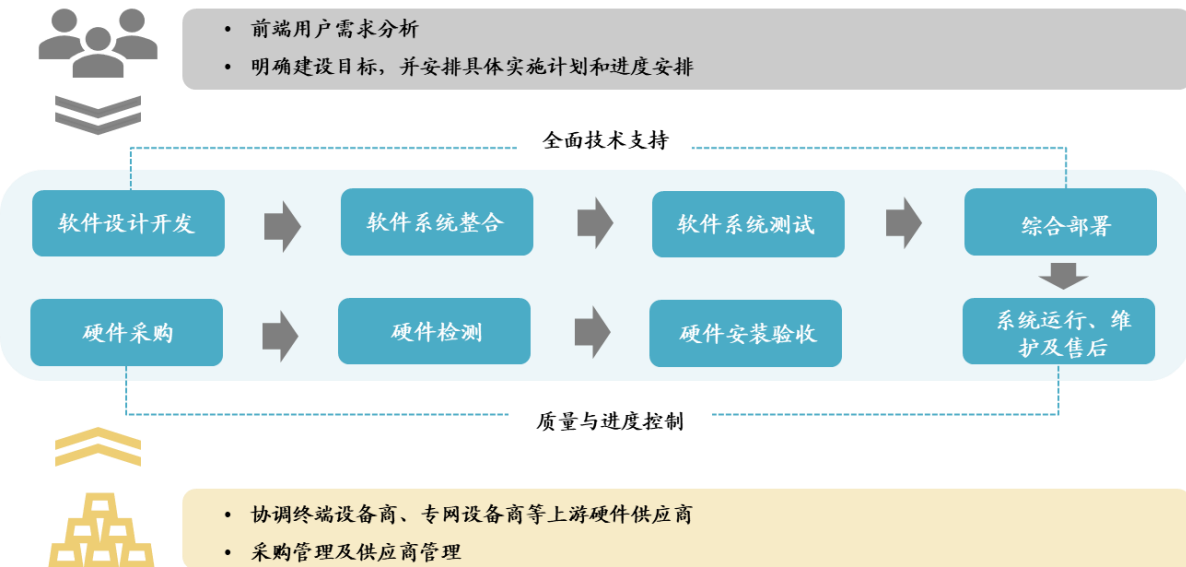 • 前端用户需求分析
• 明确建设目标，并安排具体实施计划和进度安排
全面技术支持
软件设计开发
软件系统整合
软件系统测试
综合部署
硬件采购
硬件检测
硬件安装验收
系统运行、维
护及售后
质量与进度控制
• 协调终端设备商、专网设备商等上游硬件供应商
• 采购管理及供应商管理